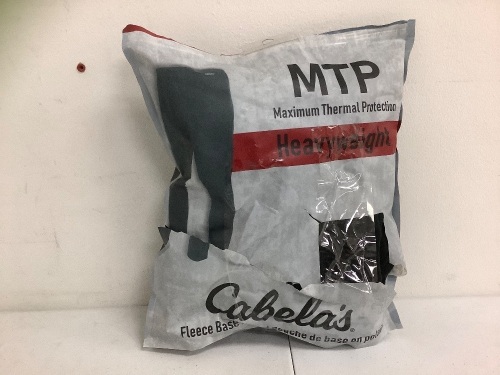 MTP
Maximum Thermal Protection
Heavyweight
Cabela's®
Fleece Base de base en